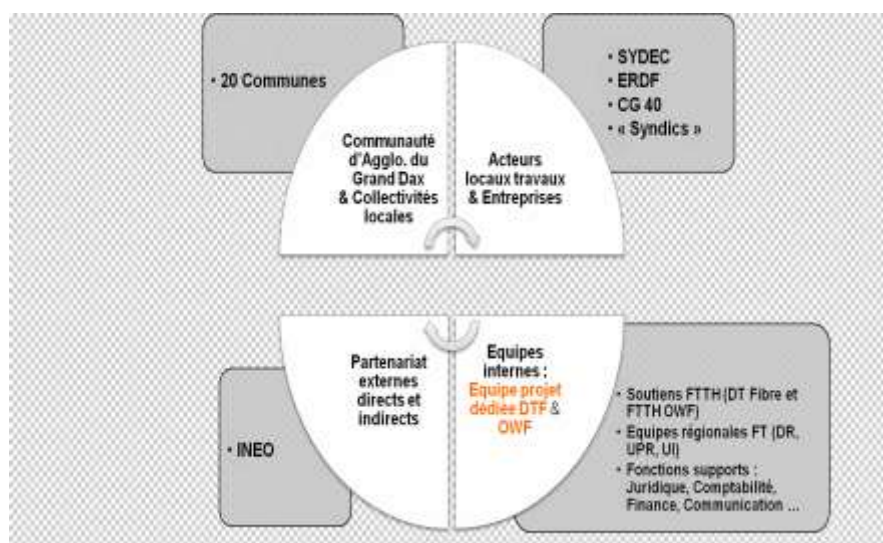 • 20 Communes
Communauté
d'Agglo. du
Grand Dax
& Collectivités
locales
Acteurs
locaux travaux
& Entreprises
• SYDEC
• ERDF
• CG 40
• « Syndics »
Partenariat
externes
directs et
indirects
• INEO
Equipes
internes :
Equipe projet
dédiée DTF &
OWF
• Soutiens FTTH (DT Fibre et
FTTH OWF)
• Equipes régionales FT (DR,
UPR, UI)
• Fonctions supports :
Juridique, Comptabilité,
Finance, Communication ...